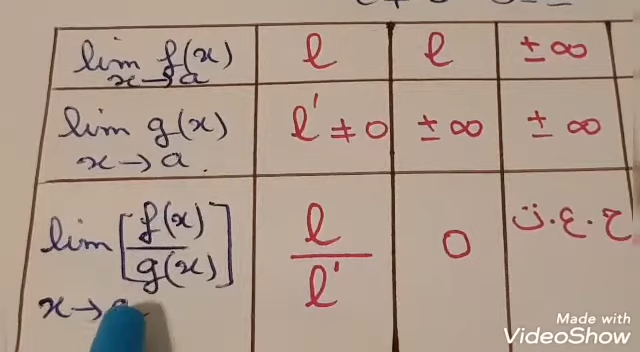 lim f(x) x→a ℓ ℓ ±∞
lim g(x) x→a. ℓ' ≠ 0 ±∞ ±∞
lim [f(x)/g(x)] x→ ℓ/ℓ' 0 ح.ع.ت
Made with
VideoShow